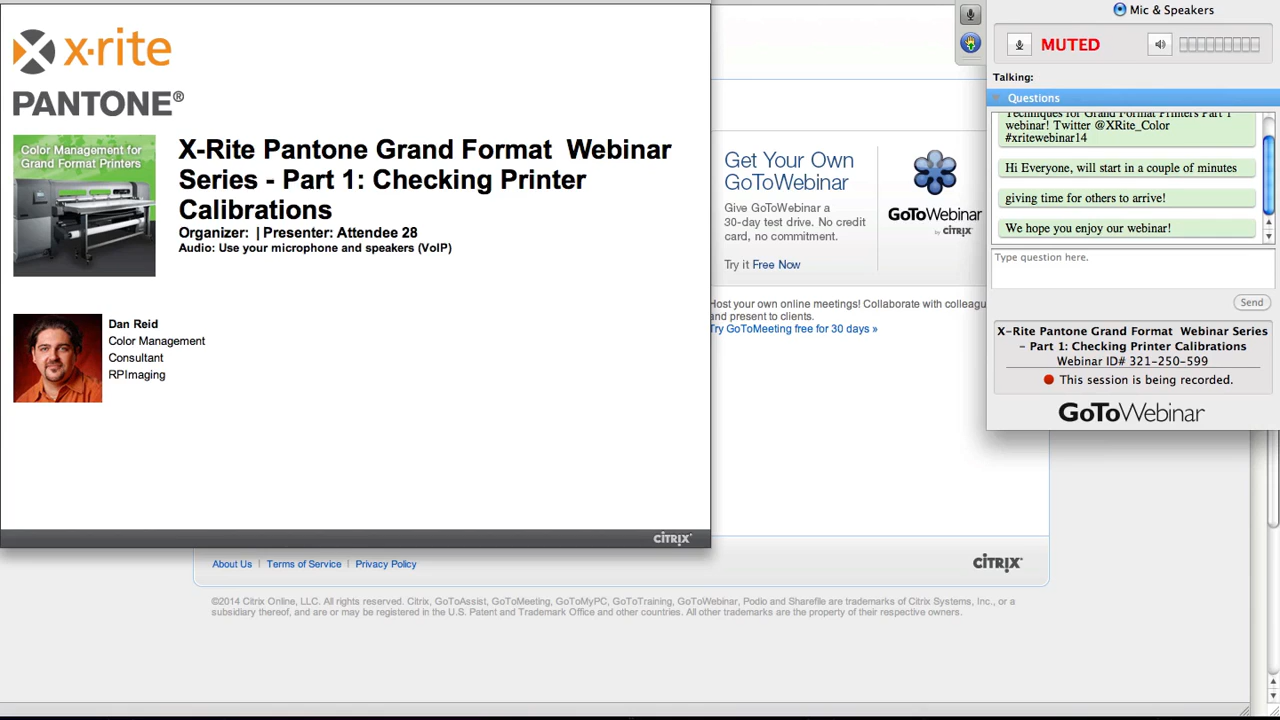 x·rite
PANTONE®
Color Management for
Grand Format Printers
X-Rite Pantone Grand Format Webinar
Series - Part 1: Checking Printer
Calibrations
Organizer: | Presenter: Attendee 28
Audio: Use your microphone and speakers (VoIP)
Dan Reid
Color Management
Consultant
RPImaging
CITRIX®
Get Your Own
GoToWebinar
Give GoToWebinar a
30-day test drive. No credit
card, no commitment.
Try it Free Now
GoToWebinar
by CITRIX®
Host your own online meetings! Collaborate with colleagu
and present to clients.
Try GoToMeeting free for 30 days »
Mic & Speakers
MUTED
Talking:
Questions
Techniques for Grand Format Printers Part 1
webinar! Twitter @XRite_Color
#xritewebinar14
Hi Everyone, will start in a couple of minutes
giving time for others to arrive!
We hope you enjoy our webinar!
Type question here.
Send
X-Rite Pantone Grand Format Webinar Series
– Part 1: Checking Printer Calibrations
Webinar ID# 321-250-599
This session is being recorded.
GoToWebinar
About Us | Terms of Service | Privacy Policy
CITRIX®
©2014 Citrix Online, LLC. All rights reserved. Citrix, GoToAssist, GoToMeeting, GoToMyPC, GoToTraining, GoToWebinar, Podio and Sharefile are trademarks of Citrix Systems, Inc., or a
subsidiary thereof, and are or may be registered in the U.S. Patent and Trademark Office and other countries. All other trademarks are the property of their respective owners.